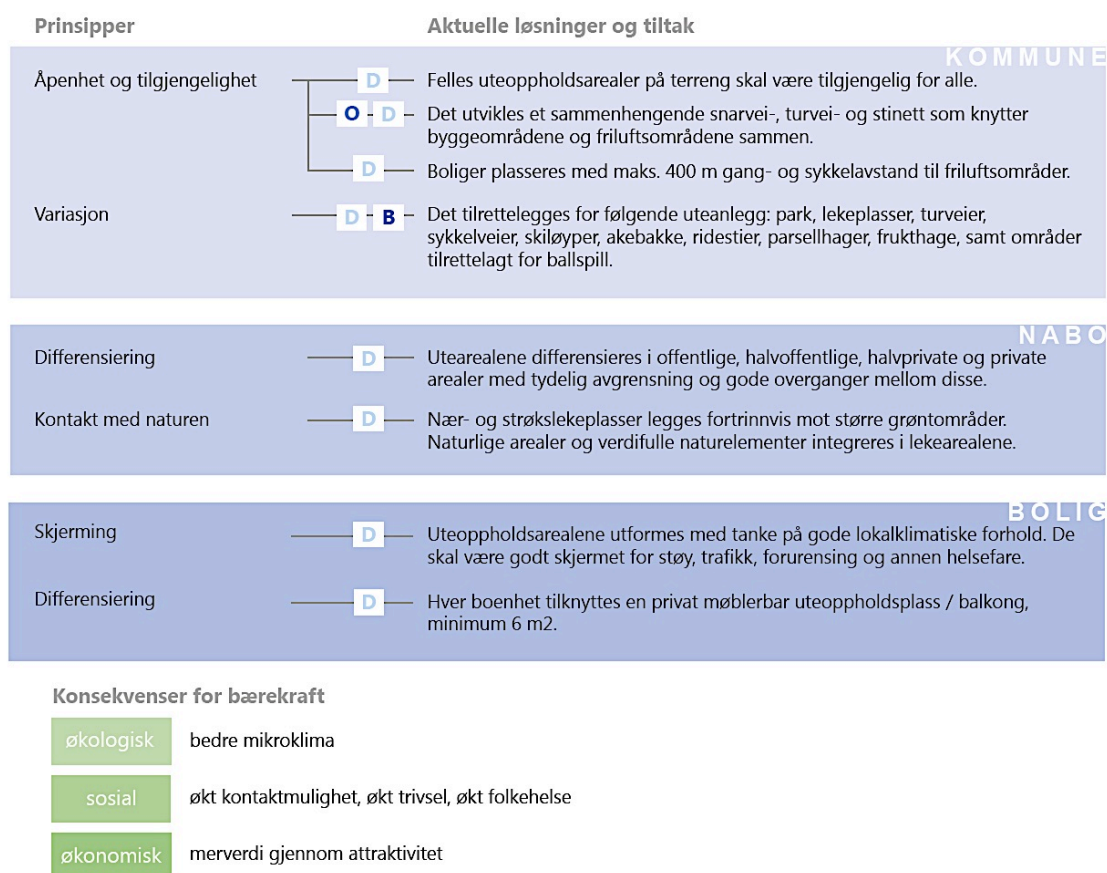 Prinsipper
Aktuelle løsninger og tiltak
KOMMUNE
Åpenhet og tilgjengelighet
D
Felles uteoppholdsarealer på terreng skal være tilgjengelig for alle.
O D
Det utvikles et sammenhengende snarvei-, turvei- og stinett som knytter
byggeområdene og friluftsområdene sammen.
D
Boliger plasseres med maks. 400 m gang- og sykkelavstand til friluftsområder.
Variasjon
D B
Det tilrettelegges for følgende uteanlegg: park, lekeplasser, turveier,
sykkelveier, skiløyper, akebakke, ridestier, parsellhager, frukthage, samt områder
tilrettelagt for ballspill.
NABO
Differensiering
D
Utearealene differensieres i offentlige, halvoffentlige, halvprivate og private
arealer med tydelig avgrensning og gode overganger mellom disse.
Kontakt med naturen
D
Nær- og strøkslekeplasser legges fortrinnvis mot større grøntområder.
Naturlige arealer og verdifulle naturelementer integreres i lekearealene.
BOLIG
Skjerming
D
Uteoppholdsarealene utformes med tanke på gode lokalklimatiske forhold. De
skal være godt skjermet for støy, trafikk, forurensing og annen helsefare.
Differensiering
D
Hver boenhet tilknyttes en privat møblerbar uteoppholdsplass / balkong,
minimum 6 m2.
Konsekvenser for bærekraft
økologisk
bedre mikroklima
sosial
økt kontaktmulighet, økt trivsel, økt folkehelse
økonomisk
merverdi gjennom attraktivitet